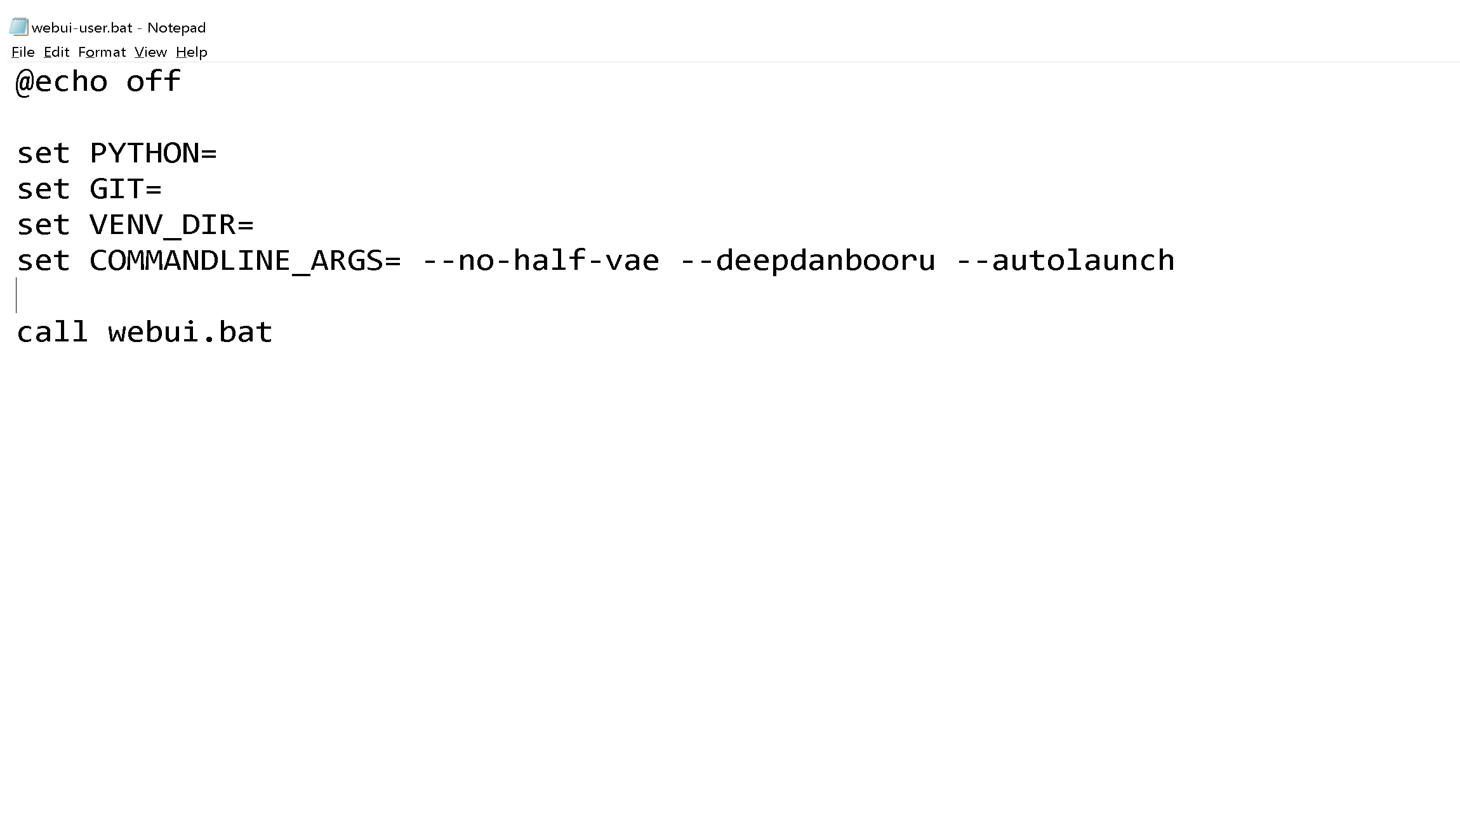 webui-user.bat - Notepad
File Edit Format View Help
@echo off
set PYTHON=
set GIT=
set VENV_DIR=
set COMMANDLINE_ARGS= --no-half-vae --deepdanbooru --autolaunch
call webui.bat